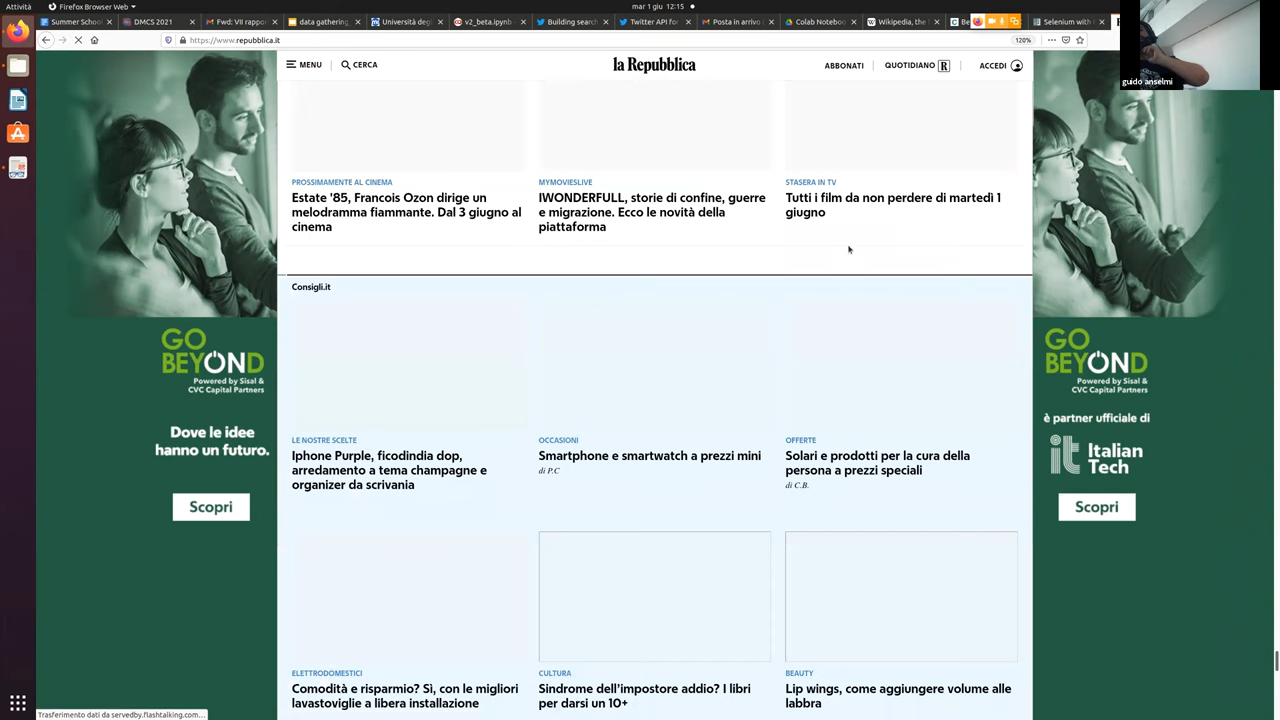 Attività
Firefox Browser Web
mar 1 giu 12:15
Summer School
DMCS 2021
Fwd: VII rappor
data gathering
Università degl
v2_beta.ipynb
Building search
Twitter API for
Posta in arrivo
Colab Noteboo
Wikipedia, the
Be
Selenium with
https://www.repubblica.it
120%
guido anselmi
MENU
CERCA
la Repubblica
ABBONATI
QUOTIDIANO R
ACCEDI
PROSSIMAMENTE AL CINEMA
Estate '85, Francois Ozon dirige un
melodramma fiammante. Dal 3 giugno al
cinema
MYMOVIESLIVE
IWONDERFULL, storie di confine, guerre
e migrazione. Ecco le novità della
piattaforma
STASERA IN TV
Tutti i film da non perdere di martedì 1
giugno
Consigli.it
LE NOSTRE SCELTE
Iphone Purple, ficodindia dop,
arredamento a tema champagne e
organizer da scrivania
OCCASIONI
Smartphone e smartwatch a prezzi mini
di P.C
OFFERTE
Solari e prodotti per la cura della
persona a prezzi speciali
di C.B.
ELETTRODOMESTICI
Comodità e risparmio? Sì, con le migliori
lavastoviglie a libera installazione
CULTURA
Sindrome dell'impostore addio? I libri
per darsi un 10+
BEAUTY
Lip wings, come aggiungere volume alle
labbra
GO
BEYOND
Powered by Sisal &
CVC Capital Partners
Dove le idee
hanno un futuro.
Scopri
GO
BEYOND
Powered by Sisal &
CVC Capital Partners
è partner ufficiale di
it Italian
Tech
Scopri
Trasferimento dati da servedby.flashtalking.com...